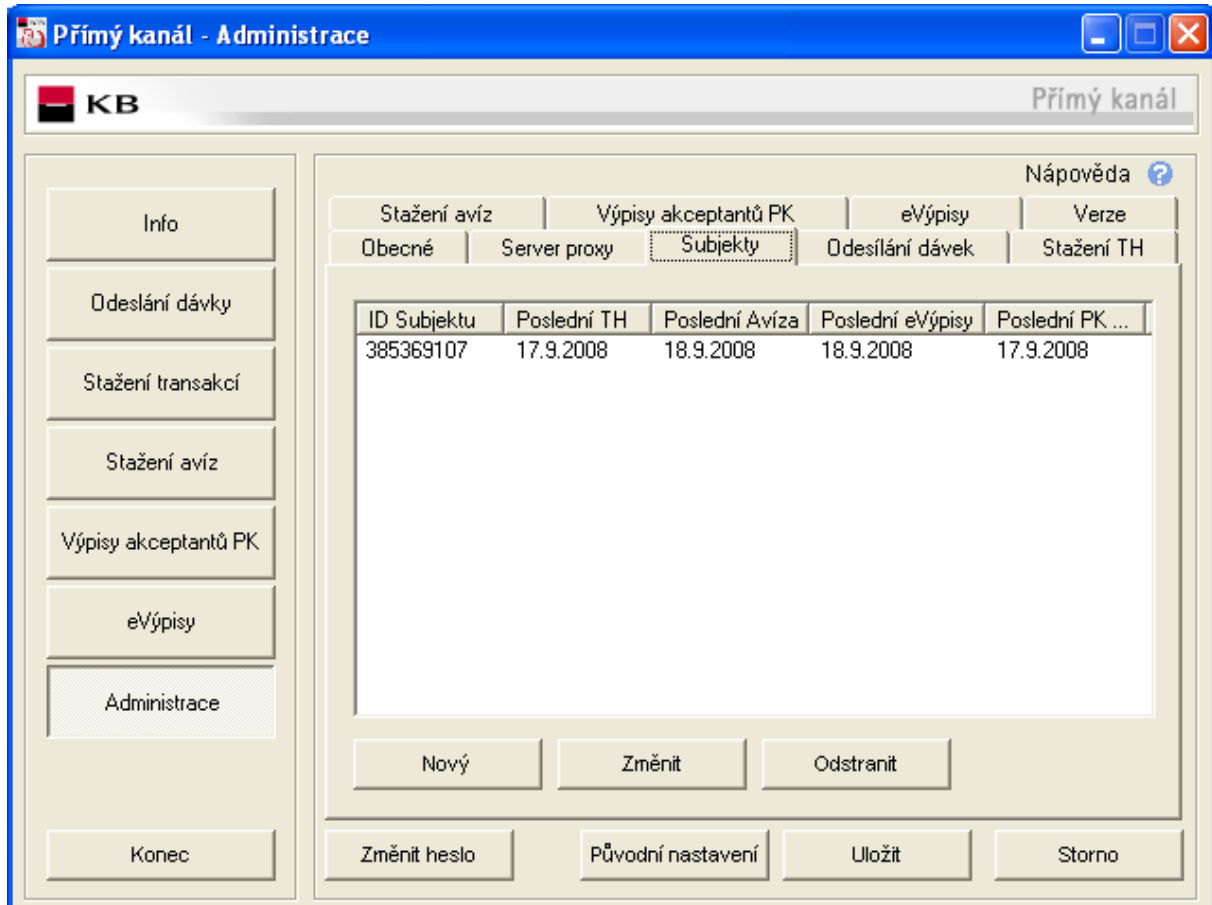 Přímý kanál - Administrace
KB
Přímý kanál
Nápověda
Info
Odeslání dávky
Stažení transakcí
Stažení avíz
Výpisy akceptantů PK
eVýpisy
Administrace
Konec
Stažení avíz Výpisy akceptantů PK eVýpisy Verze
Obecné Server proxy Subjekty Odesílání dávek Stažení TH
ID Subjektu Poslední TH Poslední Avíza Poslední eVýpisy Poslední PK ...
385369107 17.9.2008 18.9.2008 18.9.2008 17.9.2008
Nový Změnit Odstranit
Změnit heslo Původní nastavení Uložit Storno